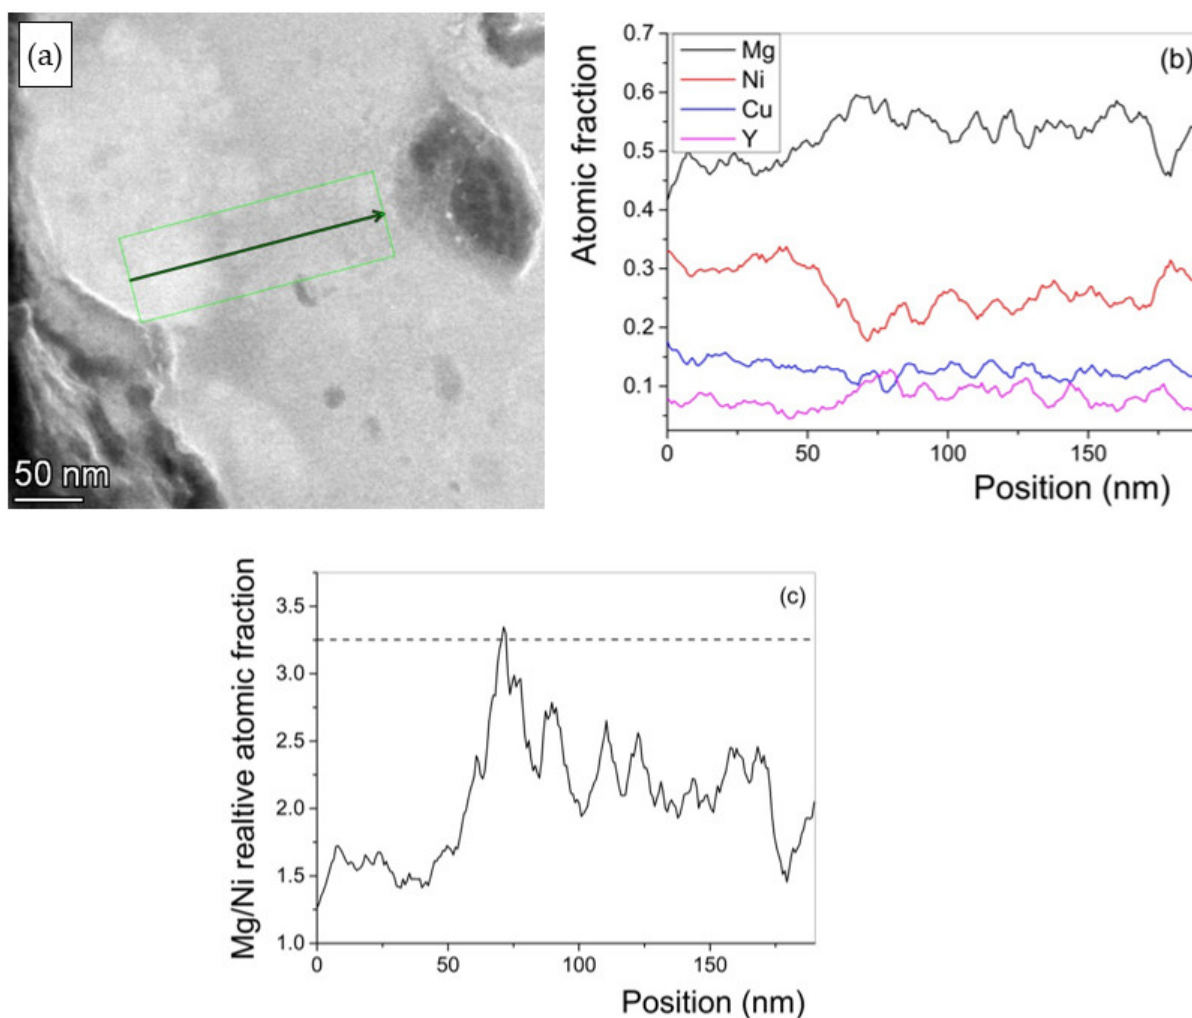 (a)
50 nm
(b)
Mg
Ni
Cu
Y
Atomic fraction
0.7
0.6
0.5
0.4
0.3
0.2
0.1
0
50
100
150
Position (nm)
(c)
Mg/Ni realtive atomic fraction
3.5
3.0
2.5
2.0
1.5
1.0
0
50
100
150
Position (nm)